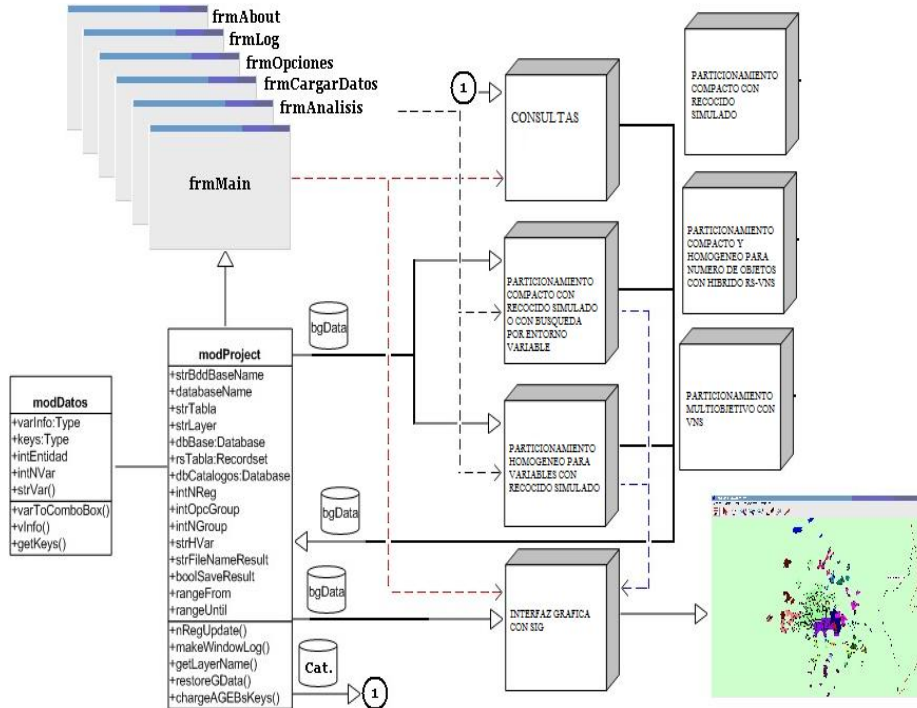 frmAbout
frmLog
frmOpciones
frmCargarDatos
frmAnalisis
frmMain
1
CONSULTAS
PARTICIONAMIENTO
COMPACTO CON
RECOCIDO
SIMULADO
PARTICIONAMIENTO
COMPACTO Y
HOMOGENEO PARA
NUMERO DE OBJETOS
CON HIBRIDO RS-VNS
PARTICIONAMIENTO
COMPACTO CON
RECOCIDO SIMULADO
O CON BUSQUEDA
POR ENTORNO
VARIABLE
PARTICIONAMIENTO
MULTIOBJETIVO CON
VNS
PARTICIONAMIENTO
HOMOGENEO PARA
VARIABLES CON
RECOCIDO SIMULADO
INTERFAZ GRAFICA
CON SIG
bgData
bgData
bgData
Cat.
1
modDatos
+varInfo:Type
+keys:Type
+intEntidad
+intNVar
+strVar()
+varToComboBox()
+vInfo()
+getKeys()
modProject
+strBddBaseName
+databaseName
+strTabla
+strLayer
+dbBase:Database
+rsTabla:Recordset
+dbCatalogos:Database
+intNReg
+intOpcGroup
+intNGroup
+strHVar
+strFileNameResult
+boolSaveResult
+rangeFrom
+rangeUntil
+nRegUpdate()
+makeWindowLog()
+getLayerName()
+restoreGData()
+chargeAGEBsKeys()